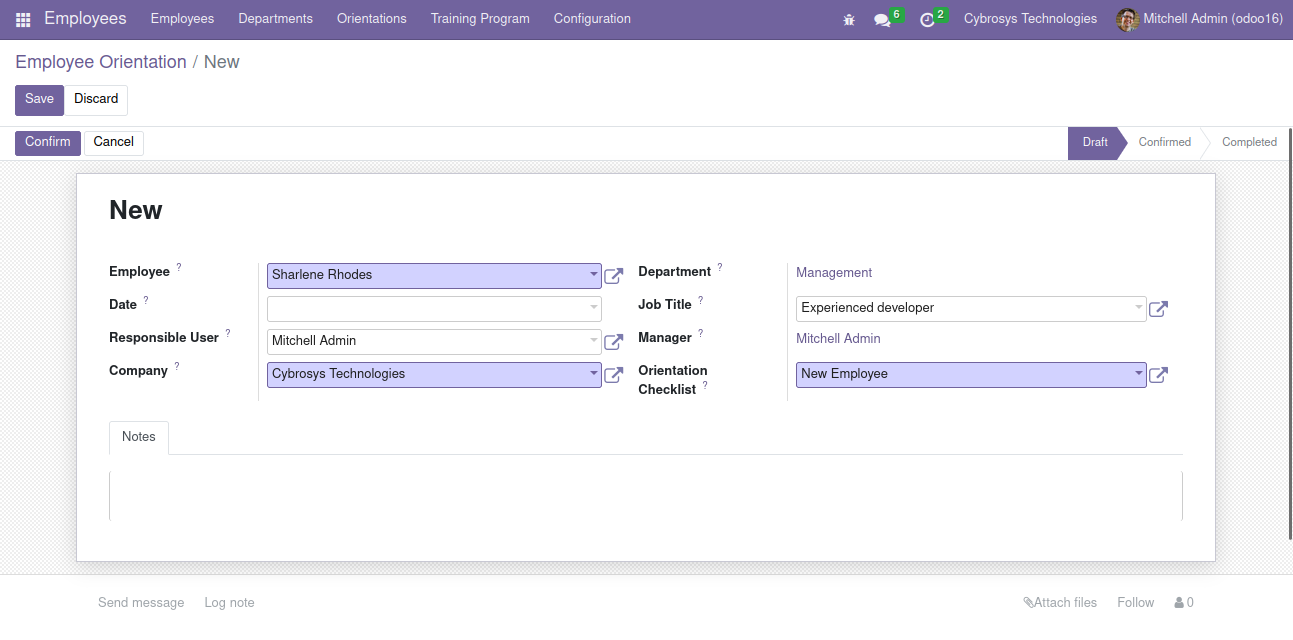 Employees Employees Departments Orientations Training Program Configuration 6 2 Cybrosys Technologies Mitchell Admin (odoo16)
Employee Orientation / New
Save Discard
Confirm Cancel Draft Confirmed Completed
New
Employee ? Sharlene Rhodes Department ? Management
Date ? Job Title ? Experienced developer
Responsible User ? Mitchell Admin Manager ? Mitchell Admin
Company ? Cybrosys Technologies Orientation New Employee
Checklist ?
Notes
Send message Log note Attach files Follow 0